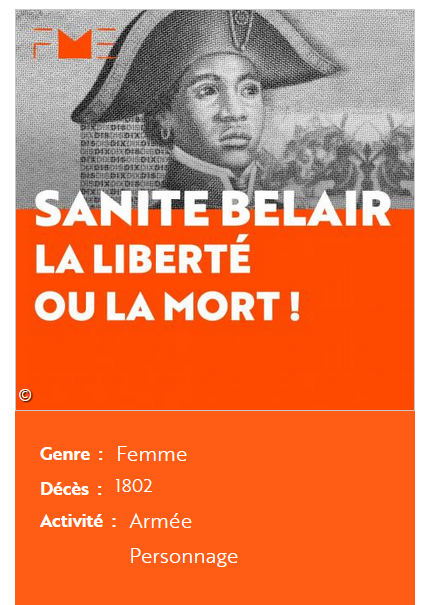 FME
SANITE BELAIR
LA LIBERTÉ
OU LA MORT !
©
Genre : Femme
Décès : 1802
Activité : Armée
Personnage